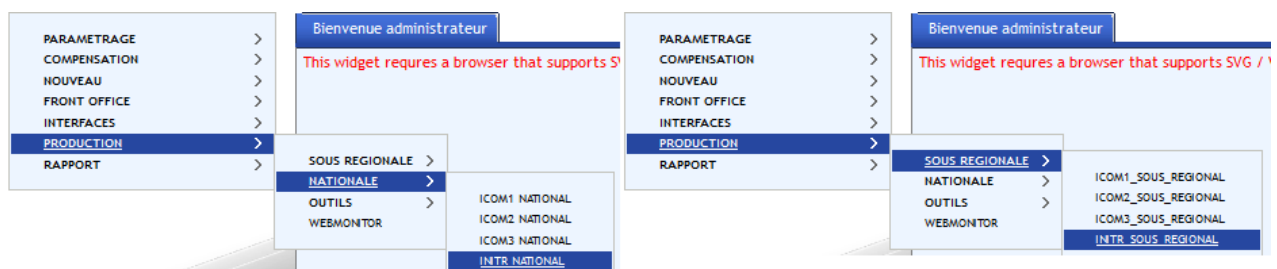 Bienvenue administrateur
This widget requres a browser that supports S
PARAMETRAGE
COMPENSATION
NOUVEAU
FRONT OFFICE
INTERFACES
PRODUCTION
RAPPORT
SOUS REGIONALE
NATIONALE
OUTILS
WEBMONITOR
ICOM1 NATIONAL
ICOM2 NATIONAL
ICOM3 NATIONAL
INITR NATIONAL
Bienvenue administrateur
This widget requres a browser that supports SVG /
PARAMETRAGE
COMPENSATION
NOUVEAU
FRONT OFFICE
INTERFACES
PRODUCTION
RAPPORT
SOUS REGIONALE
NATIONALE
OUTILS
WEBMONITOR
ICOM1_SOUS_REGIONAL
ICOM2_SOUS_REGIONAL
ICOM3_SOUS_REGIONAL
INITR_SOUS_REGIONAL